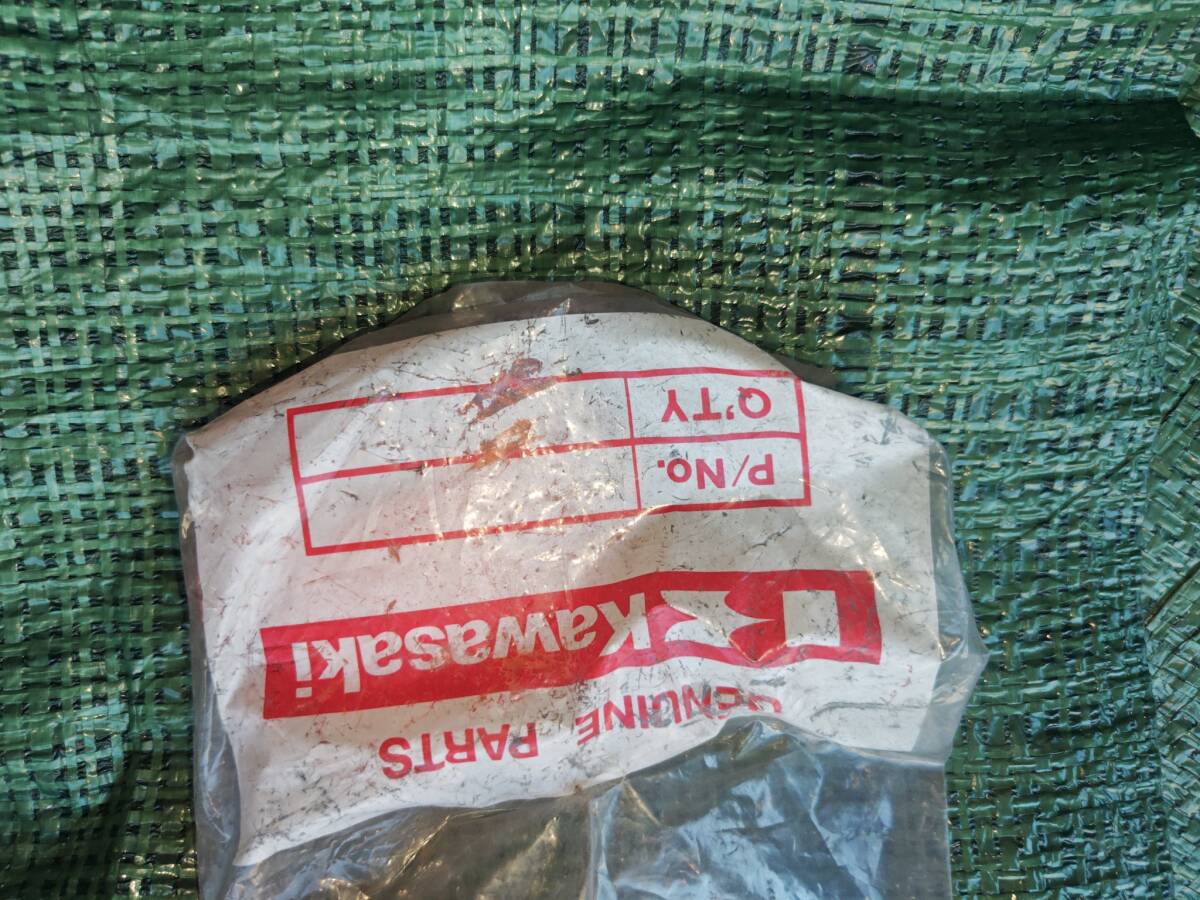 GENUINE PARTS
Kawasaki
P/No.
Q'TY